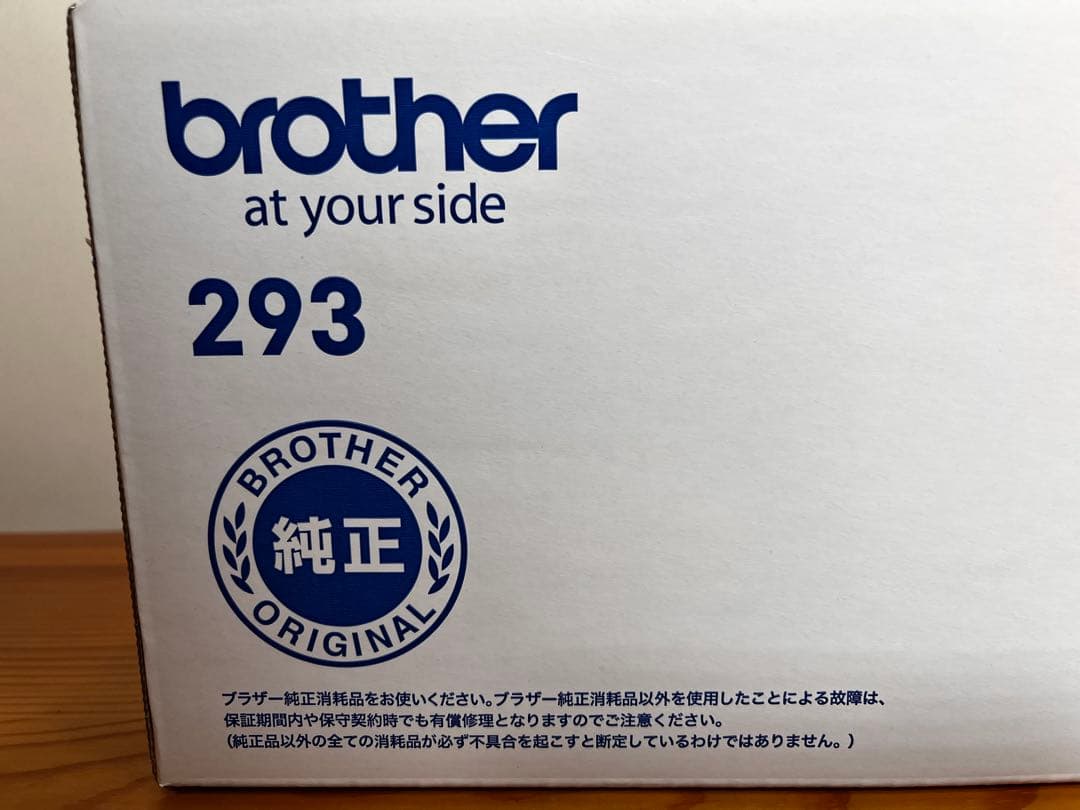 brother
at your side
293
BROTHER
純正
ORIGINAL
ブラザー純正消耗品をお使いください。ブラザー純正消耗品以外を使用したことによる故障は、
保証期間内や保守契約時でも有償修理となりますのでご注意ください。
（純正品以外の全ての消耗品が必ず不具合を起こすと断定しているわけではありません。）